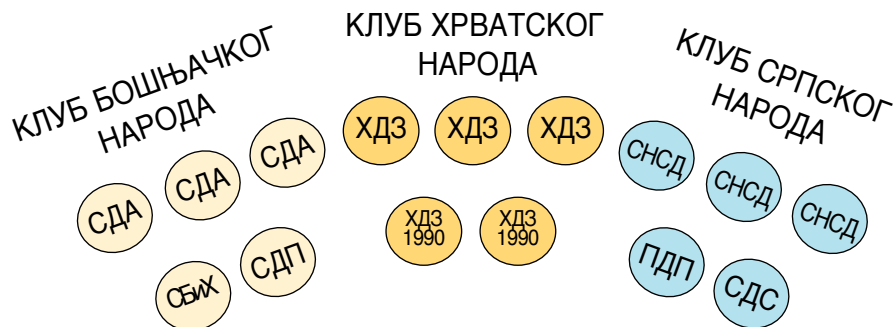 КЛУБ БОШЊАЧКОГ
НАРОДА
СДА
СДА
СДА
СБиХ
СДП
КЛУБ ХРВАТСКОГ
НАРОДА
ХДЗ
ХДЗ
ХДЗ
ХДЗ
1990
ХДЗ
1990
КЛУБ СРПСКОГ
НАРОДА
СНСД
СНСД
СНСД
ПДП
СДС